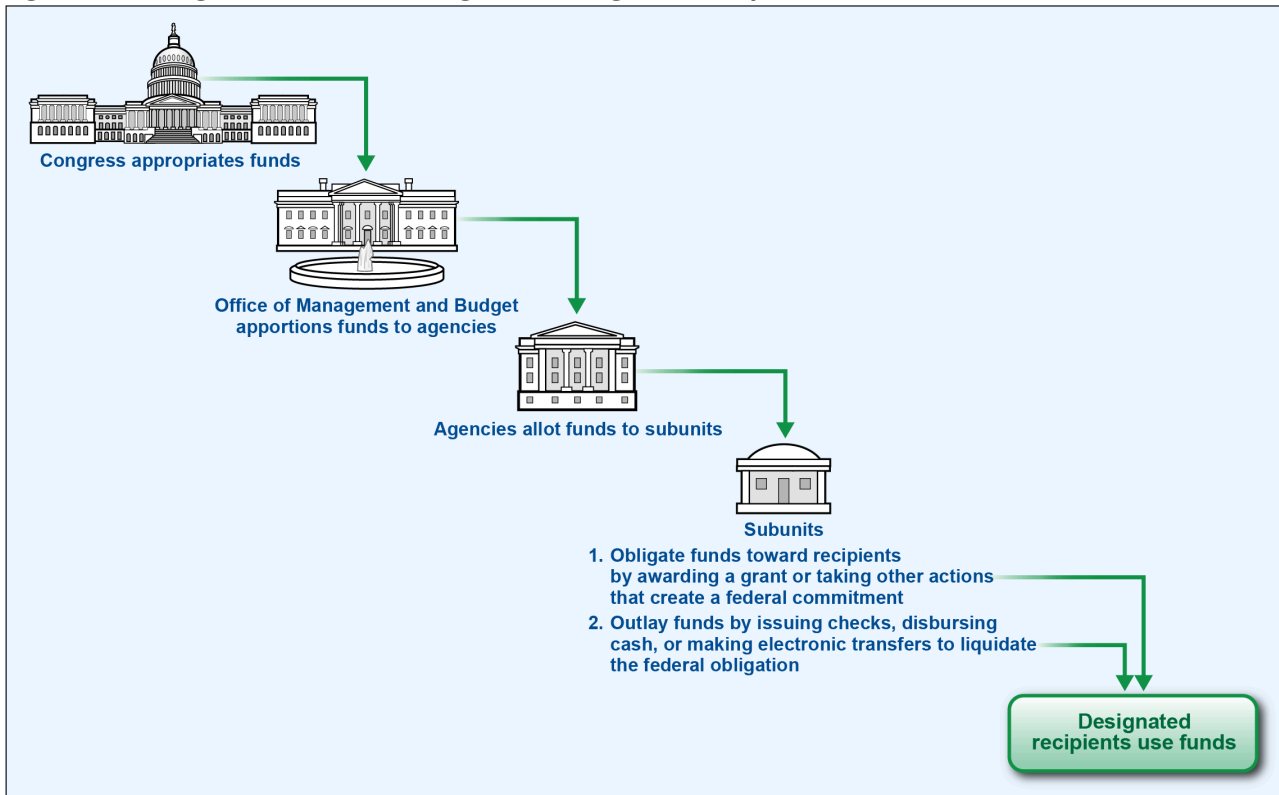 Congress appropriates funds
Office of Management and Budget
apportions funds to agencies
Agencies allot funds to subunits
Subunits
1. Obligate funds toward recipients
by awarding a grant or taking other actions
that create a federal commitment
2. Outlay funds by issuing checks, disbursing
cash, or making electronic transfers to liquidate
the federal obligation
Designated
recipients use funds